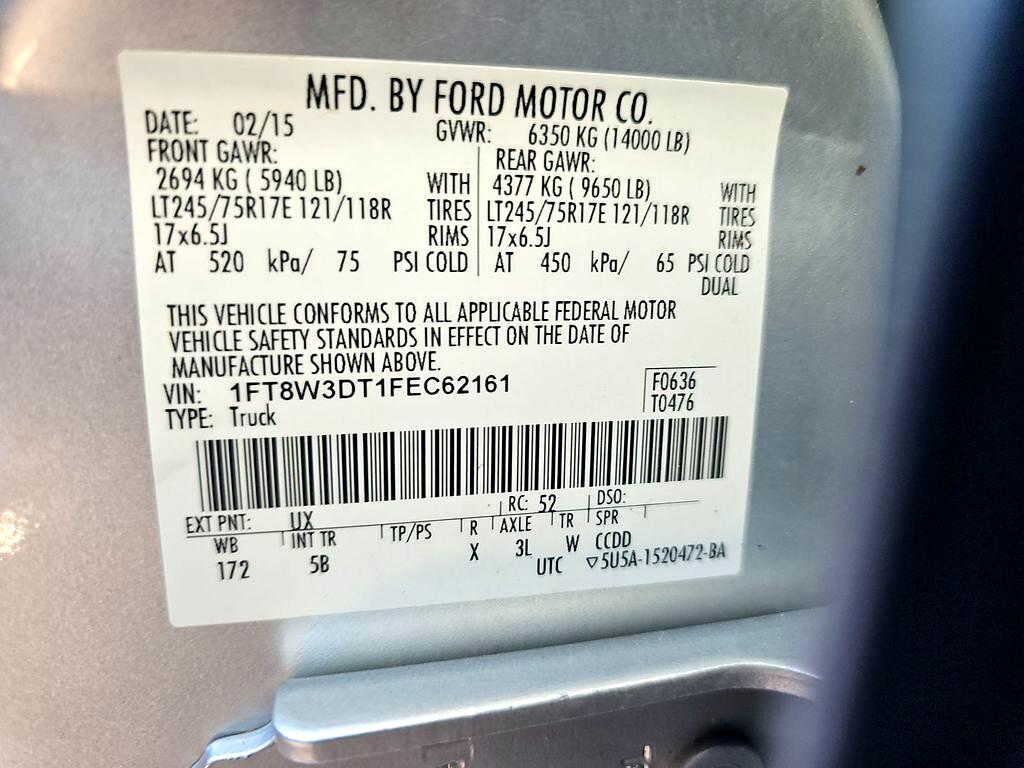 MFD. BY FORD MOTOR CO.
DATE: 02/15 GVWR: 6350 KG (14000 LB)
FRONT GAWR: REAR GAWR:
2694 KG ( 5940 LB) WITH 4377 KG ( 9650 LB) WITH
LT245/75R17E 121/118R TIRES LT245/75R17E 121/118R TIRES
17x6.5J RIMS 17x6.5J RIMS
AT 520 kPa/ 75 PSI COLD AT 450 kPa/ 65 PSI COLD
DUAL
THIS VEHICLE CONFORMS TO ALL APPLICABLE FEDERAL MOTOR
VEHICLE SAFETY STANDARDS IN EFFECT ON THE DATE OF
MANUFACTURE SHOWN ABOVE.
VIN: 1FT8W3DT1FEC62161 F0636
TYPE: Truck T0476
EXT PNT: UX RC: 52 DSO:
WB INT TR TP/PS R AXLE TR SPR
172 5B X 3L W CCDD
UTC ▽5U5A-1520472-BA